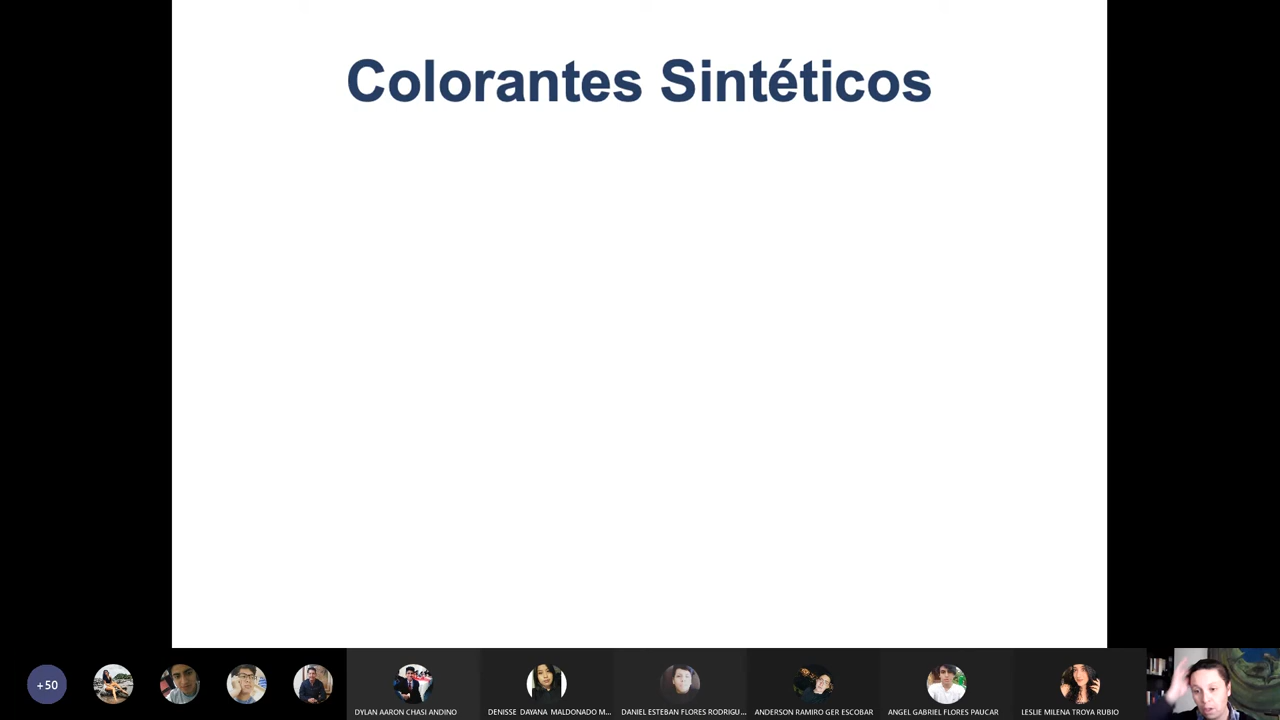 Colorantes Sintéticos
+50
DYLAN AARON CHASI ANDINO
DENISSE DAYANA MALDONADO M...
DANIEL ESTEBAN FLORES RODRIGU...
ANDERSON RAMIRO GER ESCOBAR
ANGEL GABRIEL FLORES PAUCAR
LESLIE MILENA TROYA RUBIO